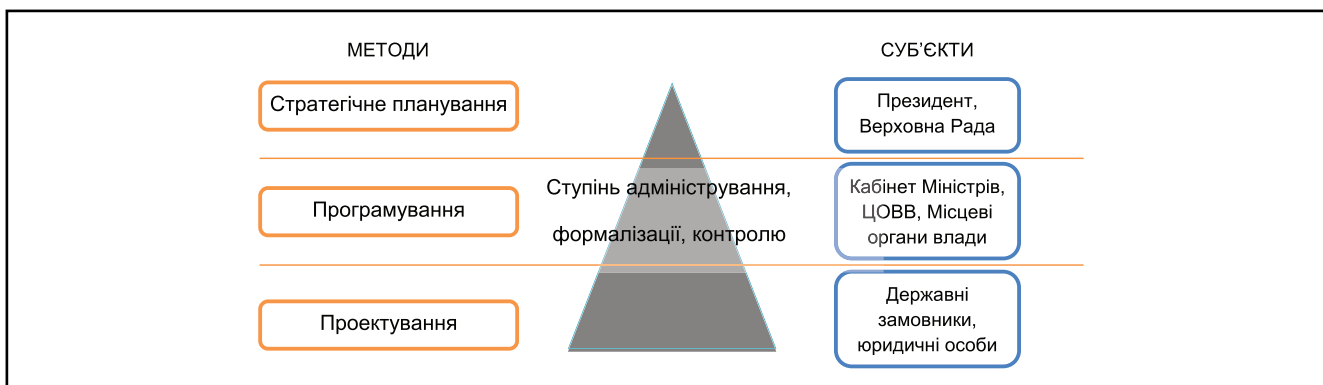 МЕТОДИ
СУБ’ЄКТИ
Стратегічне планування
Президент,
Верховна Рада
Програмування
Ступінь адміністрування,
формалізації, контролю
Кабінет Міністрів,
ЦОВВ, Місцеві
органи влади
Проектування
Державні
замовники,
юридичні особи